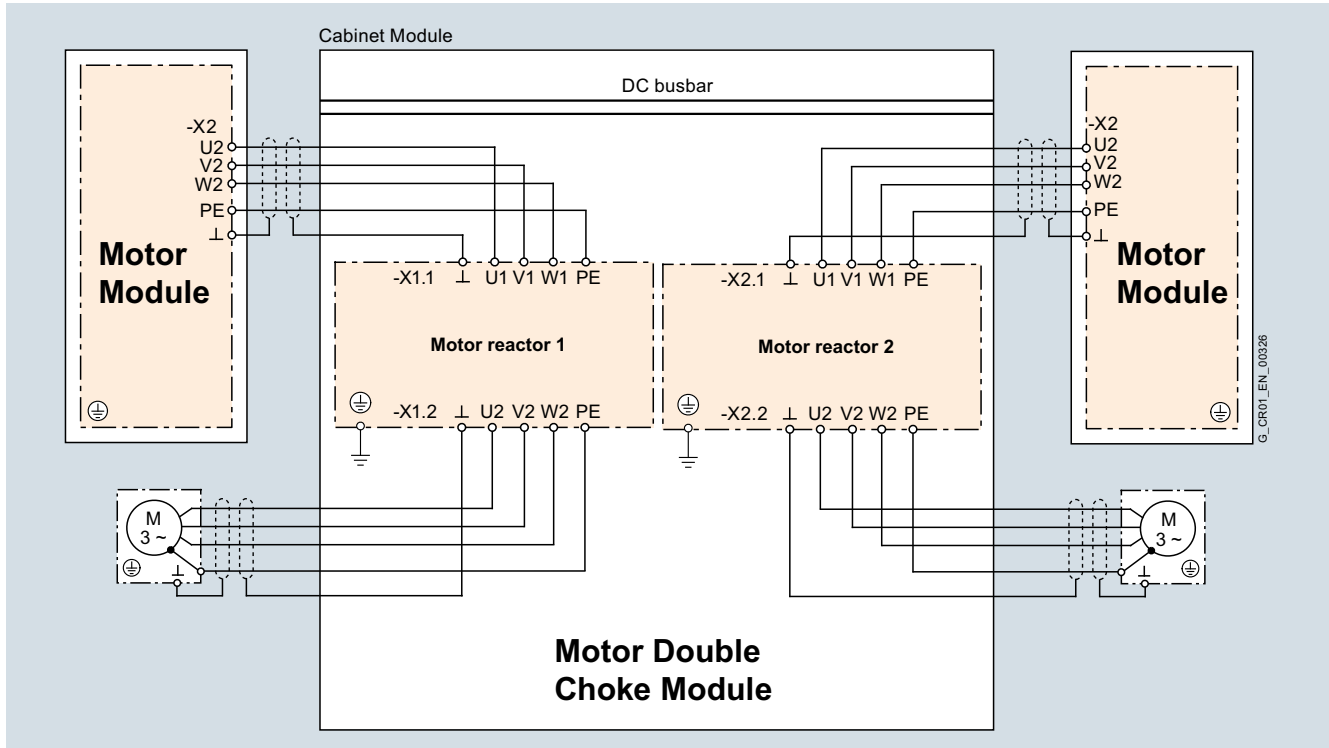 Cabinet Module
DC busbar
-X2
U2
V2
W2
PE
⊥
Motor
Module
-X2
U2
V2
W2
PE
⊥
Motor
Module
-X1.1 ⊥ U1 V1 W1 PE
Motor reactor 1
-X1.2 ⊥ U2 V2 W2 PE
-X2.1 ⊥ U1 V1 W1 PE
Motor reactor 2
-X2.2 ⊥ U2 V2 W2 PE
M
3 ~
⊥
M
3 ~
⊥
Motor Double
Choke Module
G_CR01_EN_00326